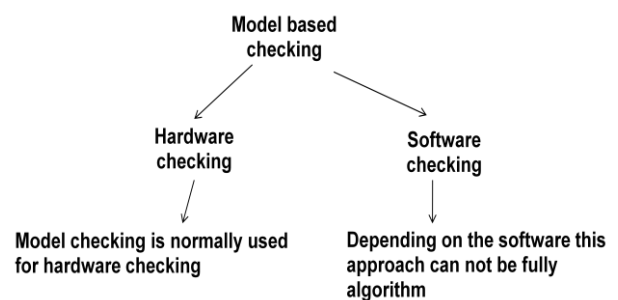 Model based
checking
Hardware
checking
Software
checking
Model checking is normally used
for hardware checking
Depending on the software this
approach can not be fully
algorithm